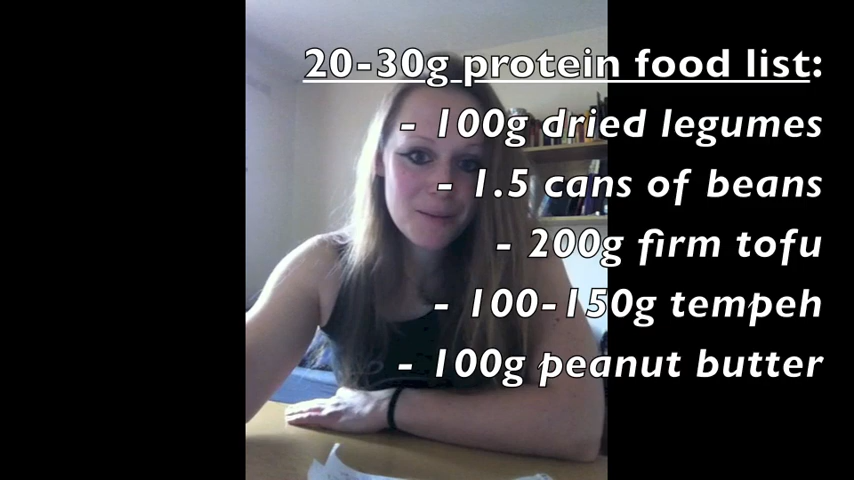 20-30g protein food list:
- 100g dried legumes
- 1.5 cans of beans
- 200g firm tofu
- 100-150g tempeh
- 100g peanut butter